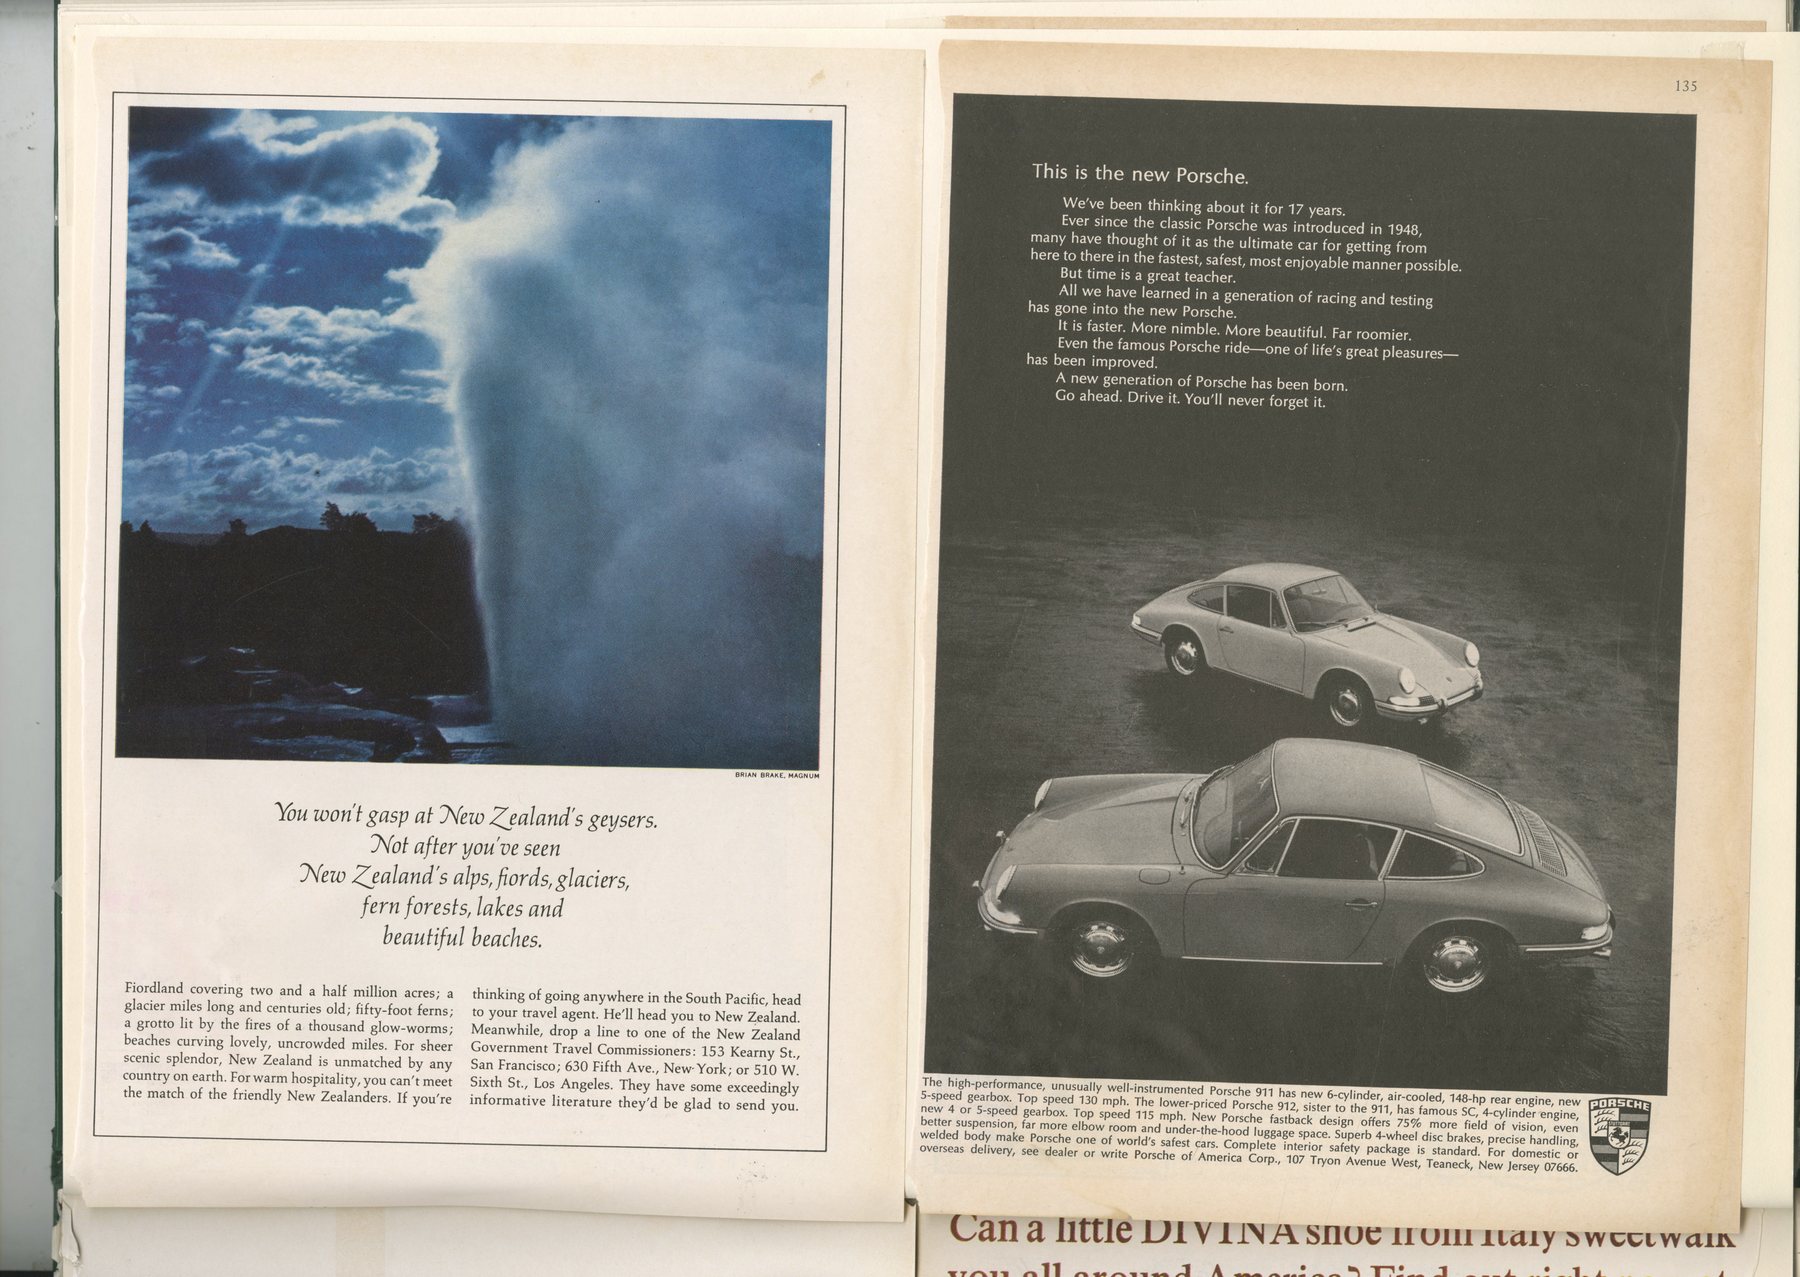 BRIAN BRAKE, MAGNUM
You won't gasp at New Zealand's geysers.
Not after you've seen
New Zealand's alps, fiords, glaciers,
fern forests, lakes and
beautiful beaches.
Fiordland covering two and a half million acres; a
glacier miles long and centuries old; fifty-foot ferns;
a grotto lit by the fires of a thousand glow-worms;
beaches curving lovely, uncrowded miles. For sheer
scenic splendor, New Zealand is unmatched by any
country on earth. For warm hospitality, you can't meet
the match of the friendly New Zealanders. If you're
thinking of going anywhere in the South Pacific, head
to your travel agent. He'll head you to New Zealand.
Meanwhile, drop a line to one of the New Zealand
Government Travel Commissioners: 153 Kearny St.,
San Francisco; 630 Fifth Ave., New York; or 510 W.
Sixth St., Los Angeles. They have some exceedingly
informative literature they'd be glad to send you.
135
This is the new Porsche.
We've been thinking about it for 17 years.
Ever since the classic Porsche was introduced in 1948,
many have thought of it as the ultimate car for getting from
here to there in the fastest, safest, most enjoyable manner possible.
But time is a great teacher.
All we have learned in a generation of racing and testing
has gone into the new Porsche.
It is faster. More nimble. More beautiful. Far roomier.
Even the famous Porsche ride—one of life's great pleasures—
has been improved.
A new generation of Porsche has been born.
Go ahead. Drive it. You'll never forget it.
The high-performance, unusually well-instrumented Porsche 911 has new 6-cylinder, air-cooled, 148-hp rear engine, new
5-speed gearbox. Top speed 130 mph. The lower-priced Porsche 912, sister to the 911, has famous SC, 4-cylinder engine,
new 4 or 5-speed gearbox. Top speed 115 mph. New Porsche fastback design offers 75% more field of vision, even
better suspension, far more elbow room and under-the-hood luggage space. Superb 4-wheel disc brakes, precise handling,
welded body make Porsche one of world's safest cars. Complete interior safety package is standard. For domestic or
overseas delivery, see dealer or write Porsche of America Corp., 107 Tryon Avenue West, Teaneck, New Jersey 07666.
PORSCHE
Can a little DIVINA shoe from Italy sweetwalk
you all around America? Find out right